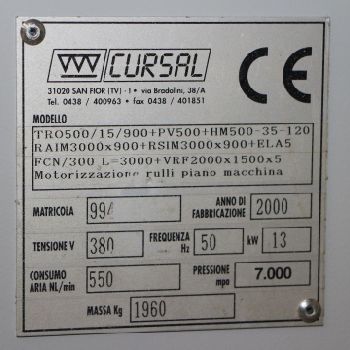 CURSAL
CE
31020 SAN FIOR (TV) - I • via Bradolini, 38/A
Tel. 0438 / 400963 • fax 0438 / 401851
MODELLO
TRO500/15/900+PV500+HM500-35-120
RAIM3000x900+RSIM3000x900+ELA5
FCN/300 L=3000+VRF2000x1500x5
Motorizzazione rulli piano macchina
MATRICOLA 994 ANNO DI FABBRICAZIONE 2000
TENSIONE V 380 FREQUENZA Hz 50 kW 13
CONSUMO ARIA NL/min 550 PRESSIONE mpa 7.000
MASSA Kg 1960